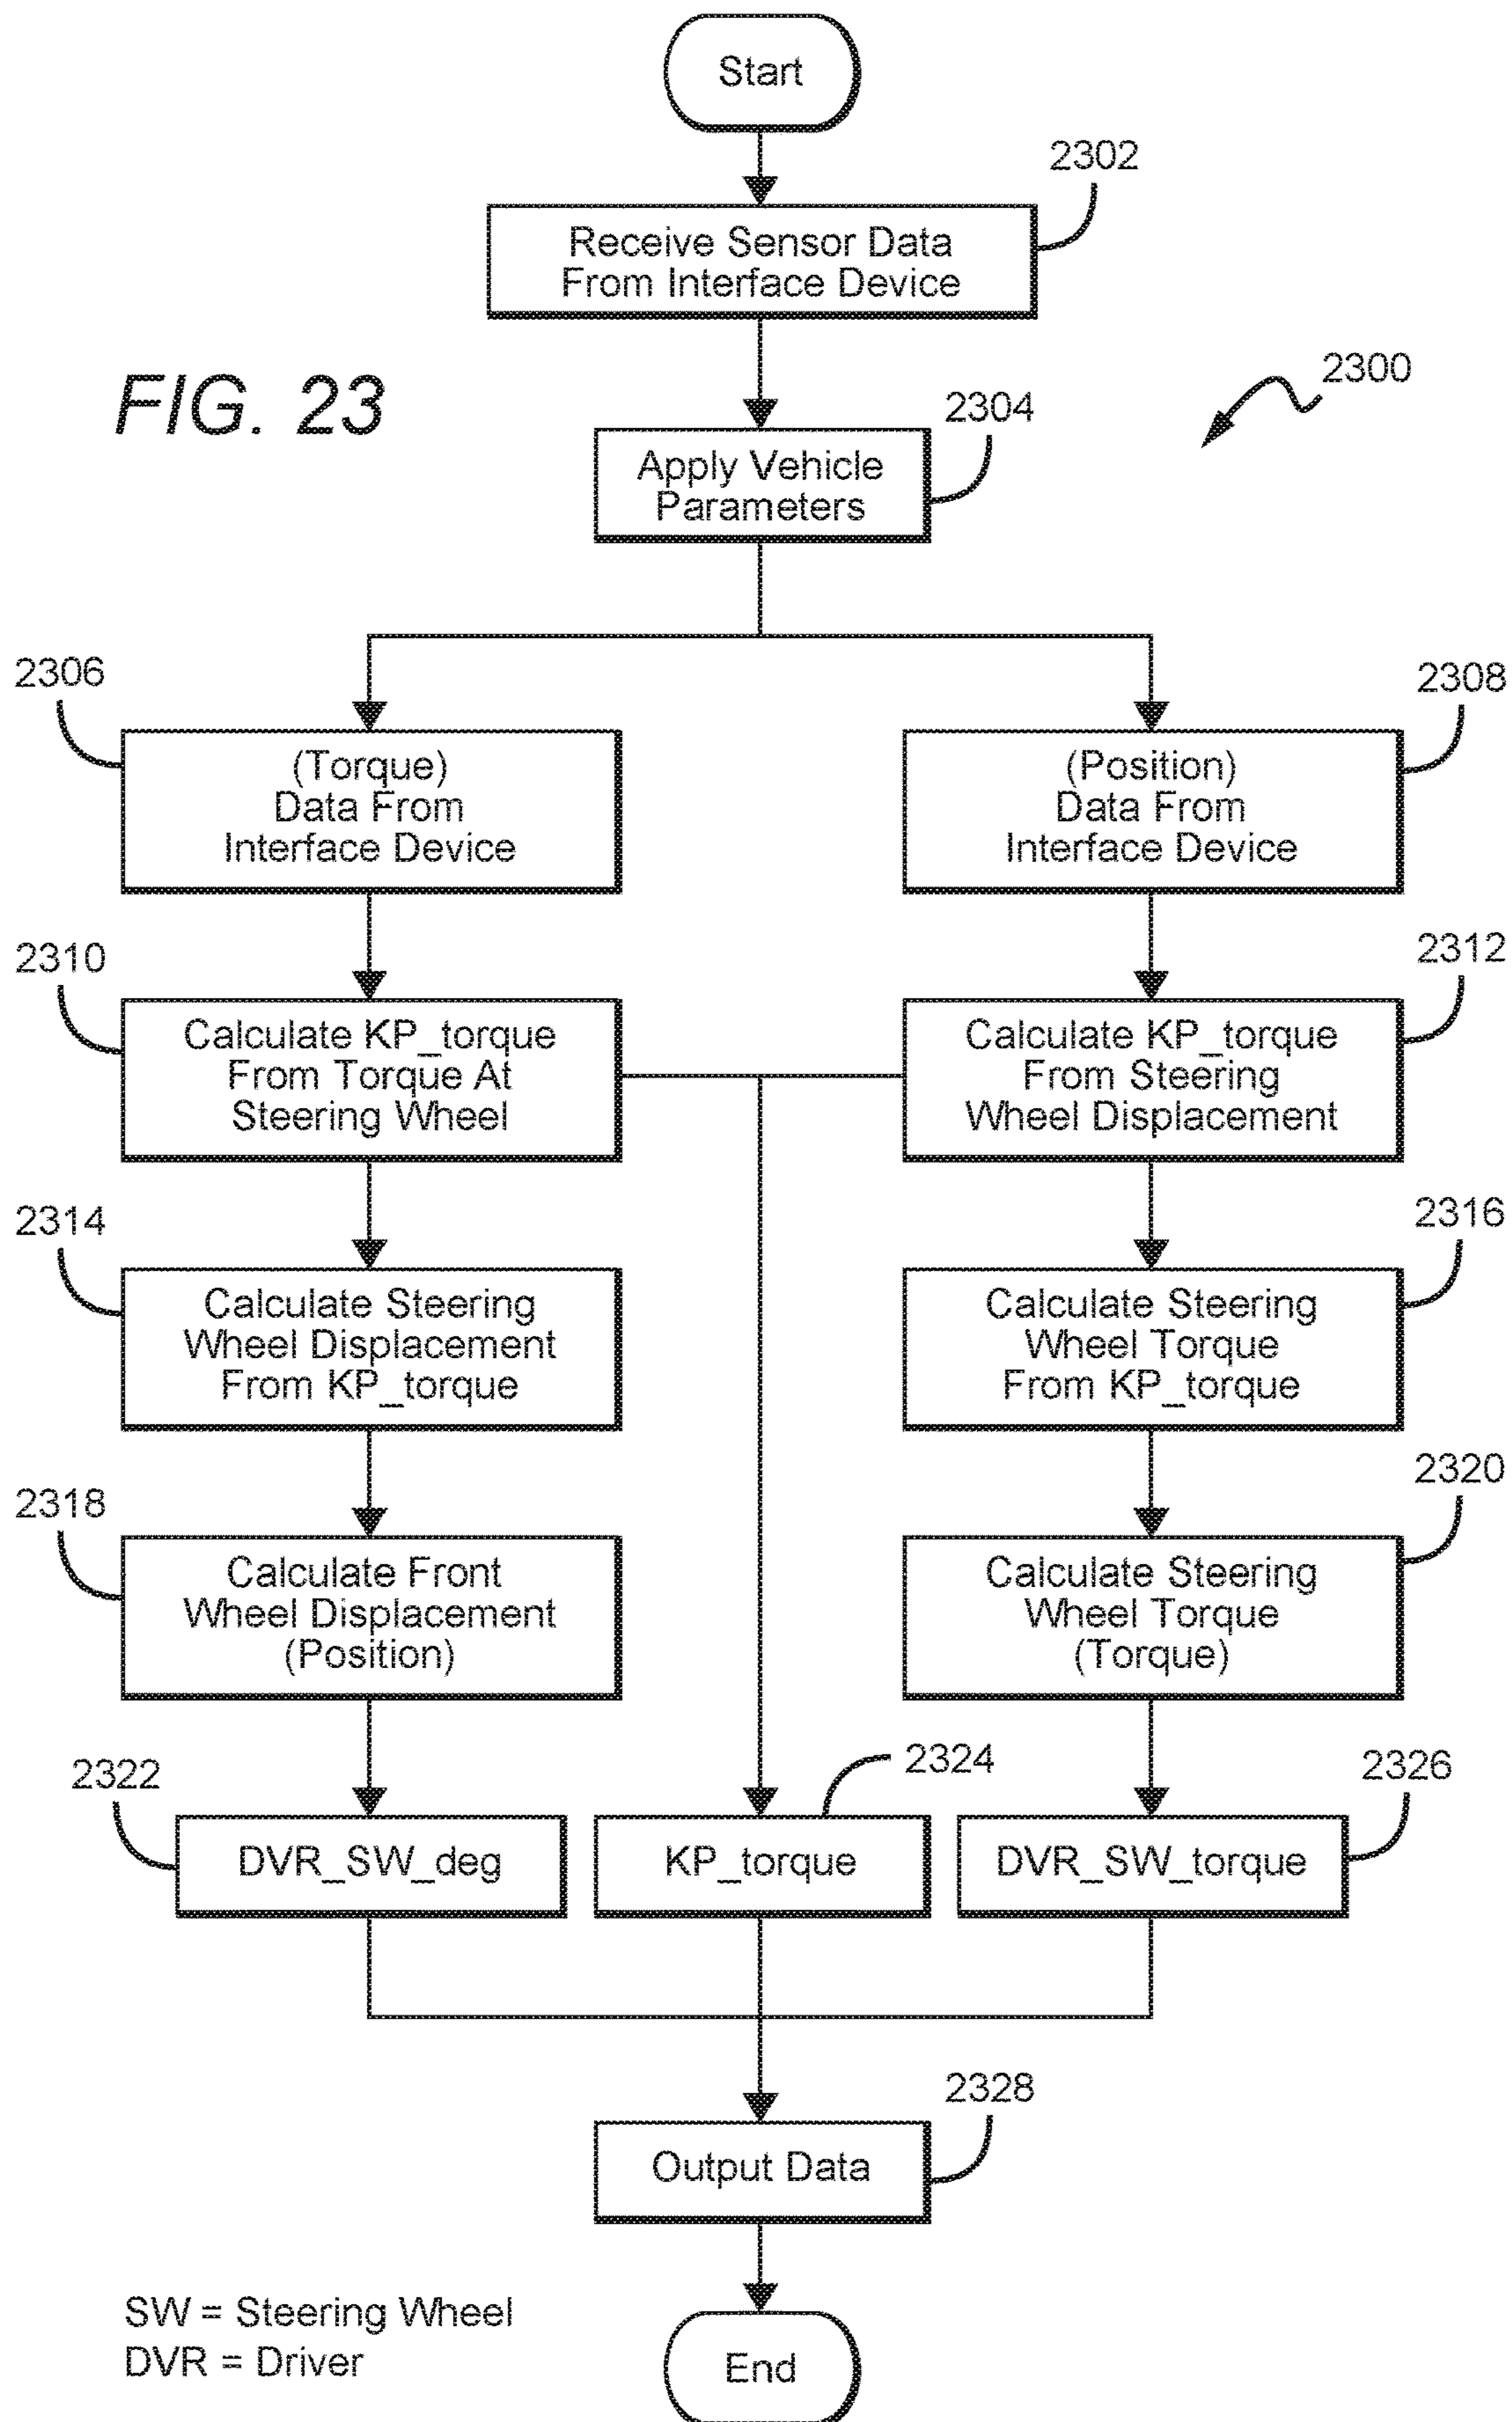 Start
2302
Receive Sensor Data
From Interface Device
FIG. 23
2300
2304
Apply Vehicle
Parameters
2306
(Torque)
Data From
Interface Device
2308
(Position)
Data From
Interface Device
2310
Calculate KP_torque
From Torque At
Steering Wheel
2312
Calculate KP_torque
From Steering
Wheel Displacement
2314
Calculate Steering
Wheel Displacement
From KP_torque
2316
Calculate Steering
Wheel Torque
From KP_torque
2318
Calculate Front
Wheel Displacement
(Position)
2320
Calculate Steering
Wheel Torque
(Torque)
2322
DVR_SW_deg
2324
KP_torque
2326
DVR_SW_torque
2328
Output Data
SW = Steering Wheel
DVR = Driver
End